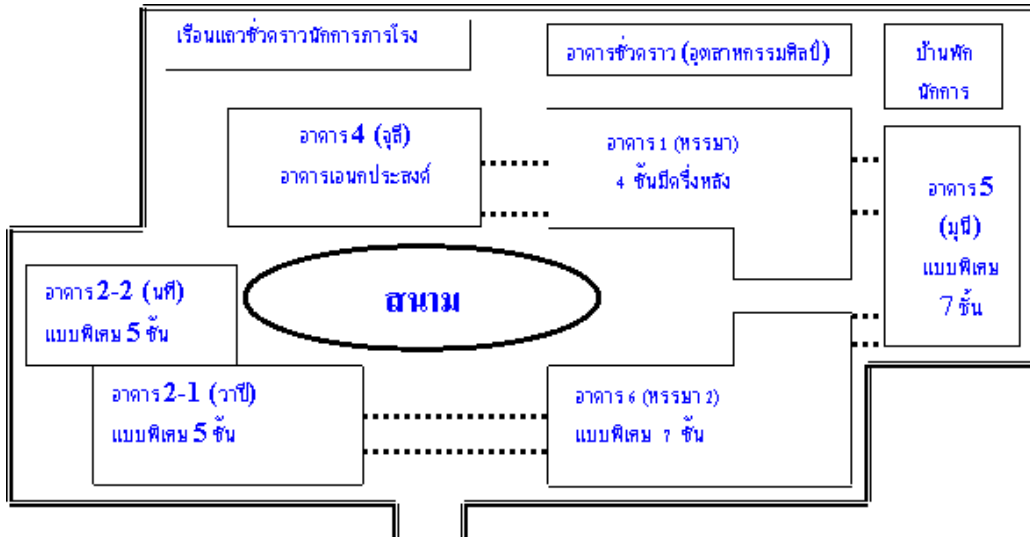 เรือนแถวชั่วคราวนักการภารโรง
อาคารชั่วคราว (อุตสาหกรรมศิลป์)
บ้านพัก
นักการ
อาคาร 4 (จุลี)
อาคารเอนกประสงค์
อาคาร 1 (หรรษา)
4 ชั้นมีครึ่งหลัง
อาคาร 5
(มุนี)
แบบพิเศษ
7 ชั้น
อาคาร 2-2 (นที)
แบบพิเศษ 5 ชั้น
สนาม
อาคาร 2-1 (วาปี)
แบบพิเศษ 5 ชั้น
อาคาร 6 (หรรษา 2)
แบบพิเศษ 7 ชั้น